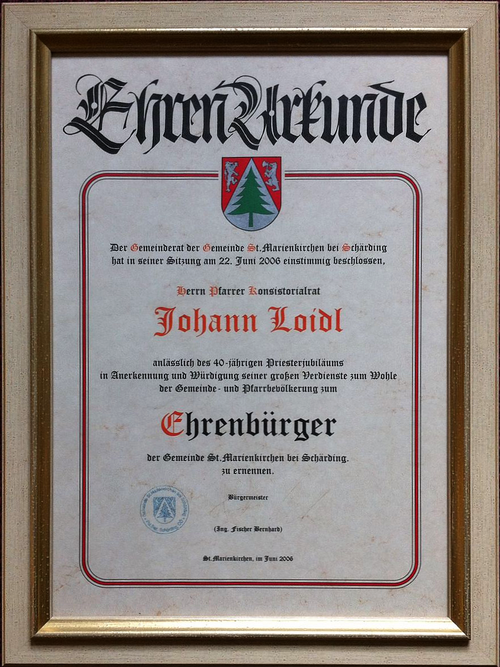 Ehren Urkunde
Der Gemeinderat der Gemeinde St.Marienkirchen bei Schärding
hat in seiner Sitzung am 22. Juni 2006 einstimmig beschlossen,
Herrn Pfarrer Konsistorialrat
Johann Loidl
anlässlich des 40-jährigen Priesterjubiläums
in Anerkennung und Würdigung seiner großen Verdienste zum Wohle
der Gemeinde- und Pfarrbevölkerung zum
Ehrenbürger
der Gemeinde St.Marienkirchen bei Schärding.
zu ernennen.
Bürgermeister
(Ing. Fischer Bernhard)
St.Marienkirchen, im Juni 2006